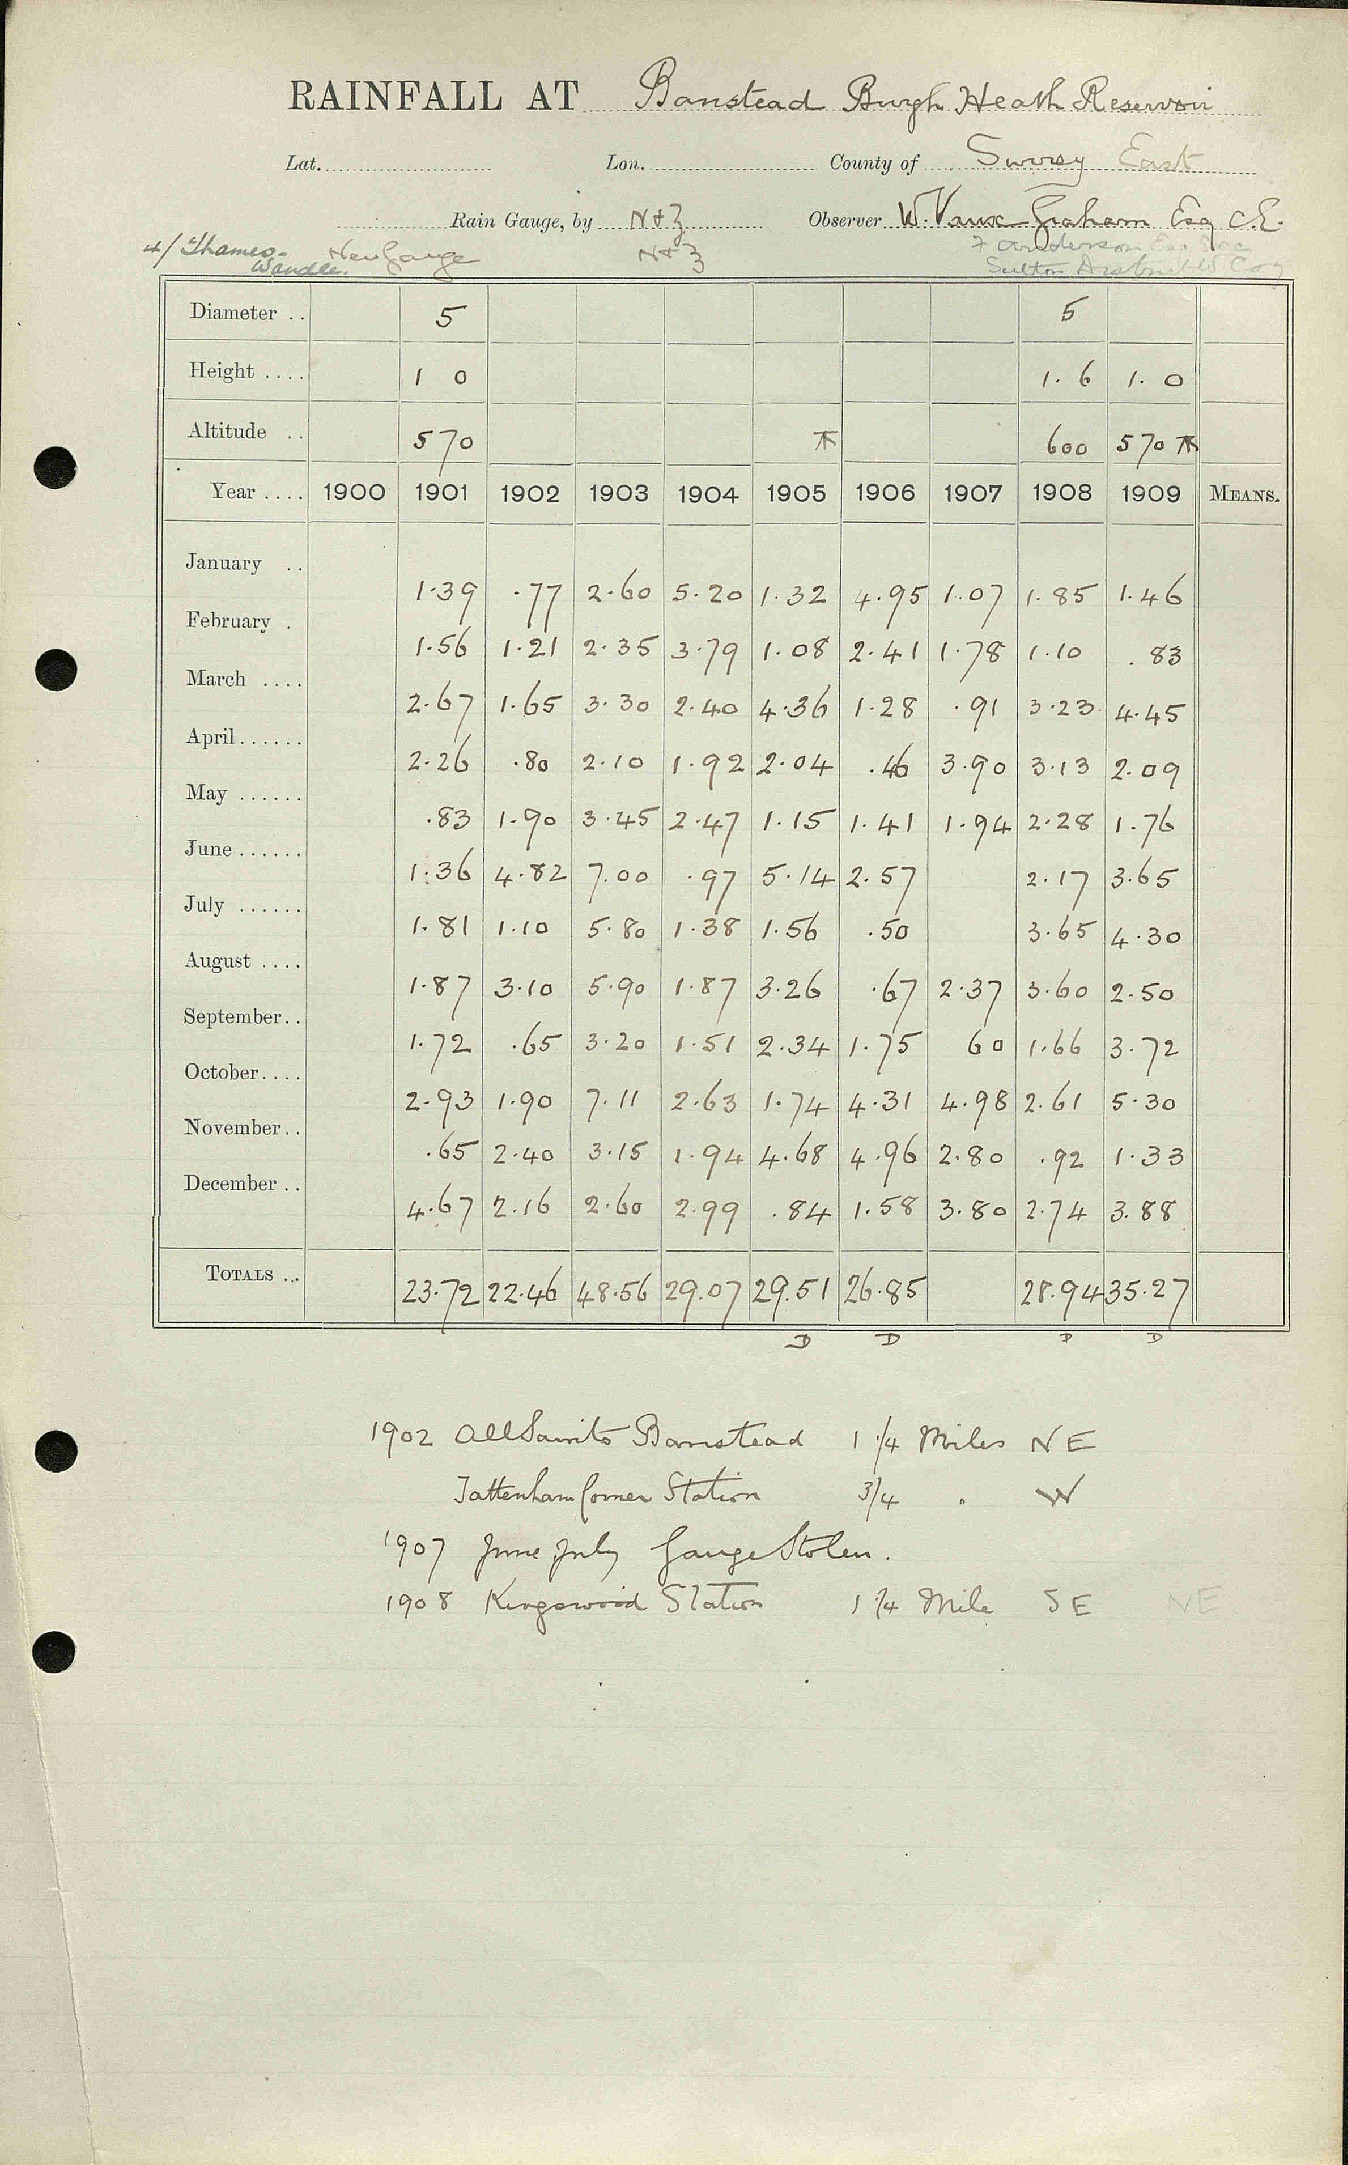 RAINFALL AT Banstead Burgh Heath Reservoir
Lat. Lon. County of Surrey East
Rain Gauge, by N+Z Observer W. Vaux Graham Esq C.E.
4/ Thames- New Gauge N+Z F Anderson Esq Sec
Wandle. Sutton District W Coy
Diameter .. 5 5
Height .... 1 0 1. 6 1. 0
Altitude .. 570 600 570
Year .... 1900 1901 1902 1903 1904 1905 1906 1907 1908 1909 MEANS.
January .. 1.39 .77 2.60 5.20 1.32 4.95 1.07 1.85 1.46
February . 1.56 1.21 2.35 3.79 1.08 2.41 1.78 1.10 .83
March .... 2.67 1.65 3.30 2.40 4.36 1.28 .91 3.23 4.45
April...... 2.26 .80 2.10 1.92 2.04 .46 3.90 3.13 2.09
May ...... .83 1.90 3.45 2.47 1.15 1.41 1.94 2.28 1.76
June...... 1.36 4.82 7.00 .97 5.14 2.57 2.17 3.65
July ...... 1.81 1.10 5.80 1.38 1.56 .50 3.65 4.30
August .... 1.87 3.10 5.90 1.87 3.26 .67 2.37 3.60 2.50
September.. 1.72 .65 3.20 1.51 2.34 1.75 60 1.66 3.72
October.... 2.93 1.90 7.11 2.63 1.74 4.31 4.98 2.61 5.30
November.. .65 2.40 3.15 1.94 4.68 4.96 2.80 .92 1.33
December .. 4.67 2.16 2.60 2.99 .84 1.58 3.80 2.74 3.88
TOTALS ... 23.72 22.46 48.56 29.07 29.51 26.85 28.94 35.27
D D D D
1902 All Saints Banstead 1 1/4 Miles NE
Tattenham Corner Station 3/4 . W
1907 June July Gauge Stolen.
1908 Kingswood Station 1 1/4 Mile SE NE